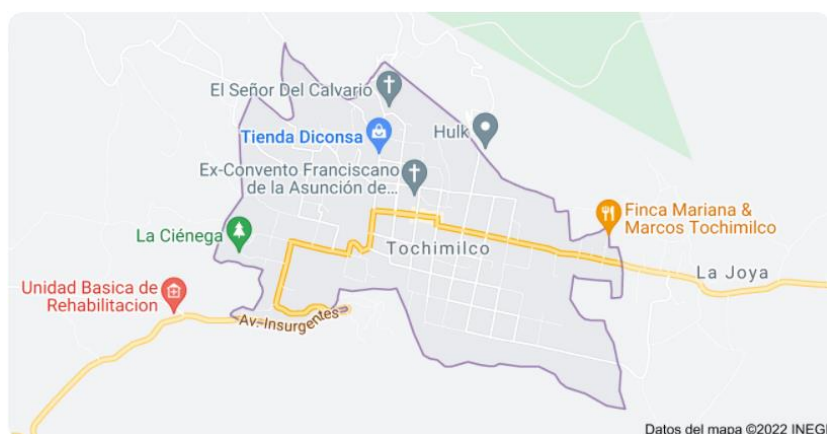 El Señor Del Calvario
Tienda Diconsa
Hulk
Ex-Convento Franciscano
de la Asunción de...
Finca Mariana &
Marcos Tochimilco
La Ciénega
Tochimilco
La Joya
Unidad Basica de
Rehabilitacion
Av.-Insurgentes
Datos del mapa ©2022 INEGI